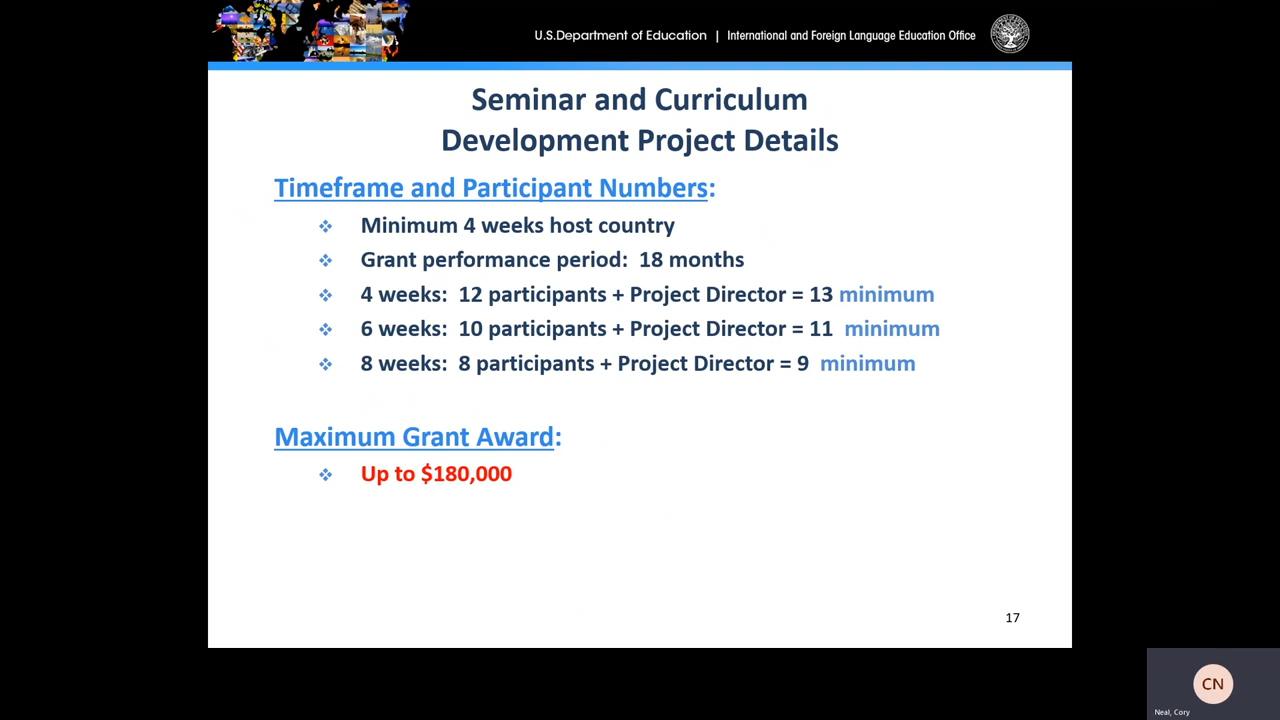 U.S.Department of Education | International and Foreign Language Education Office
Seminar and Curriculum
Development Project Details
Timeframe and Participant Numbers:
❖ Minimum 4 weeks host country
❖ Grant performance period: 18 months
❖ 4 weeks: 12 participants + Project Director = 13 minimum
❖ 6 weeks: 10 participants + Project Director = 11 minimum
❖ 8 weeks: 8 participants + Project Director = 9 minimum
Maximum Grant Award:
❖ Up to $180,000
17
CN
Neal, Cory